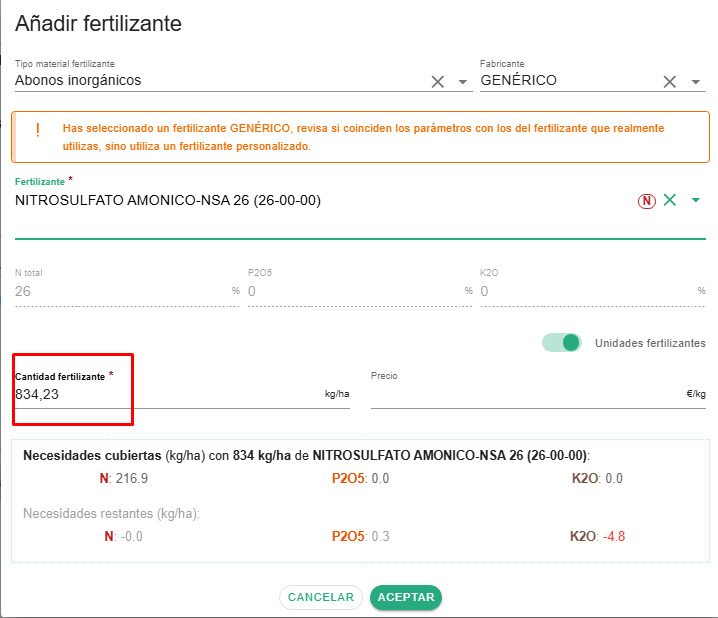 Añadir fertilizante
Tipo material fertilizante
Abonos inorgánicos
Fabricante
GENÉRICO
! Has seleccionado un fertilizante GENÉRICO, revisa si coinciden los parámetros con los del fertilizante que realmente
utilizas, sino utiliza un fertilizante personalizado.
Fertilizante *
NITROSULFATO AMONICO-NSA 26 (26-00-00) N
N total P2O5 K2O
26 % 0 % 0 %
Unidades fertilizantes
Cantidad fertilizante * Precio
834,23 kg/ha €/kg
Necesidades cubiertas (kg/ha) con 834 kg/ha de NITROSULFATO AMONICO-NSA 26 (26-00-00):
N: 216.9 P2O5: 0.0 K2O: 0.0
Necesidades restantes (kg/ha):
N: -0.0 P2O5: 0.3 K2O: -4.8
CANCELAR ACEPTAR